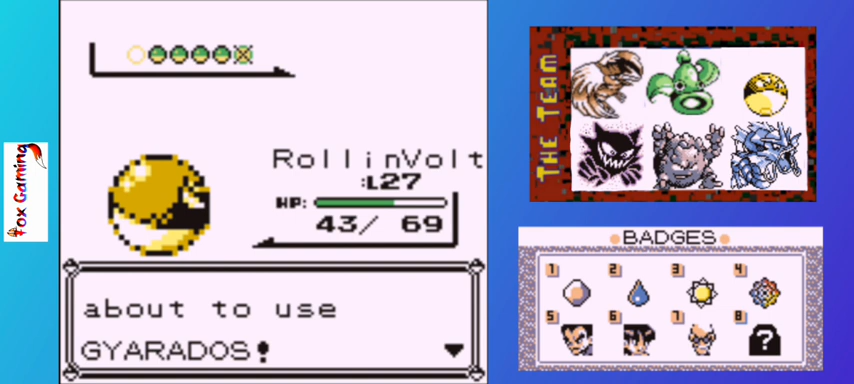 Fox Gaming
RollinVolt
:L27
HP:
43/ 69
about to use
GYARADOS!
THE TEAM
BADGES
1 2 3 4
5 6 7 8
?